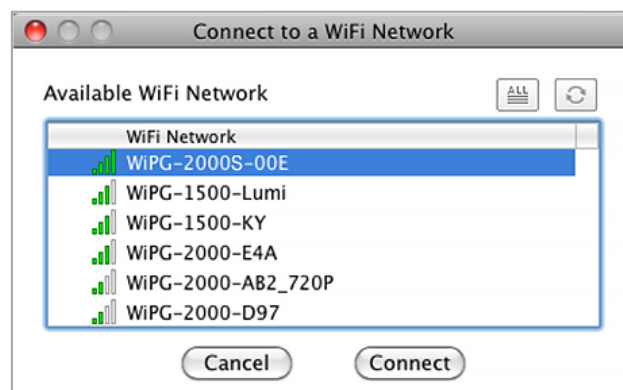 Connect to a WiFi Network
Available WiFi Network
ALL
WiFi Network
WiPG-2000S-00E
WiPG-1500-Lumi
WiPG-1500-KY
WiPG-2000-E4A
WiPG-2000-AB2_720P
WiPG-2000-D97
Cancel Connect